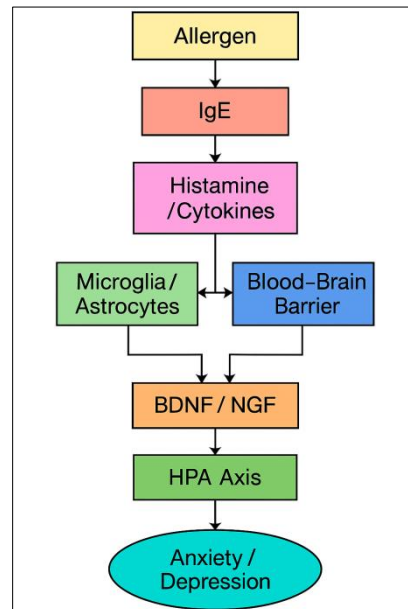 Allergen
IgE
Histamine
/Cytokines
Microglia/
Astrocytes
Blood–Brain
Barrier
BDNF / NGF
HPA Axis
Anxiety /
Depression